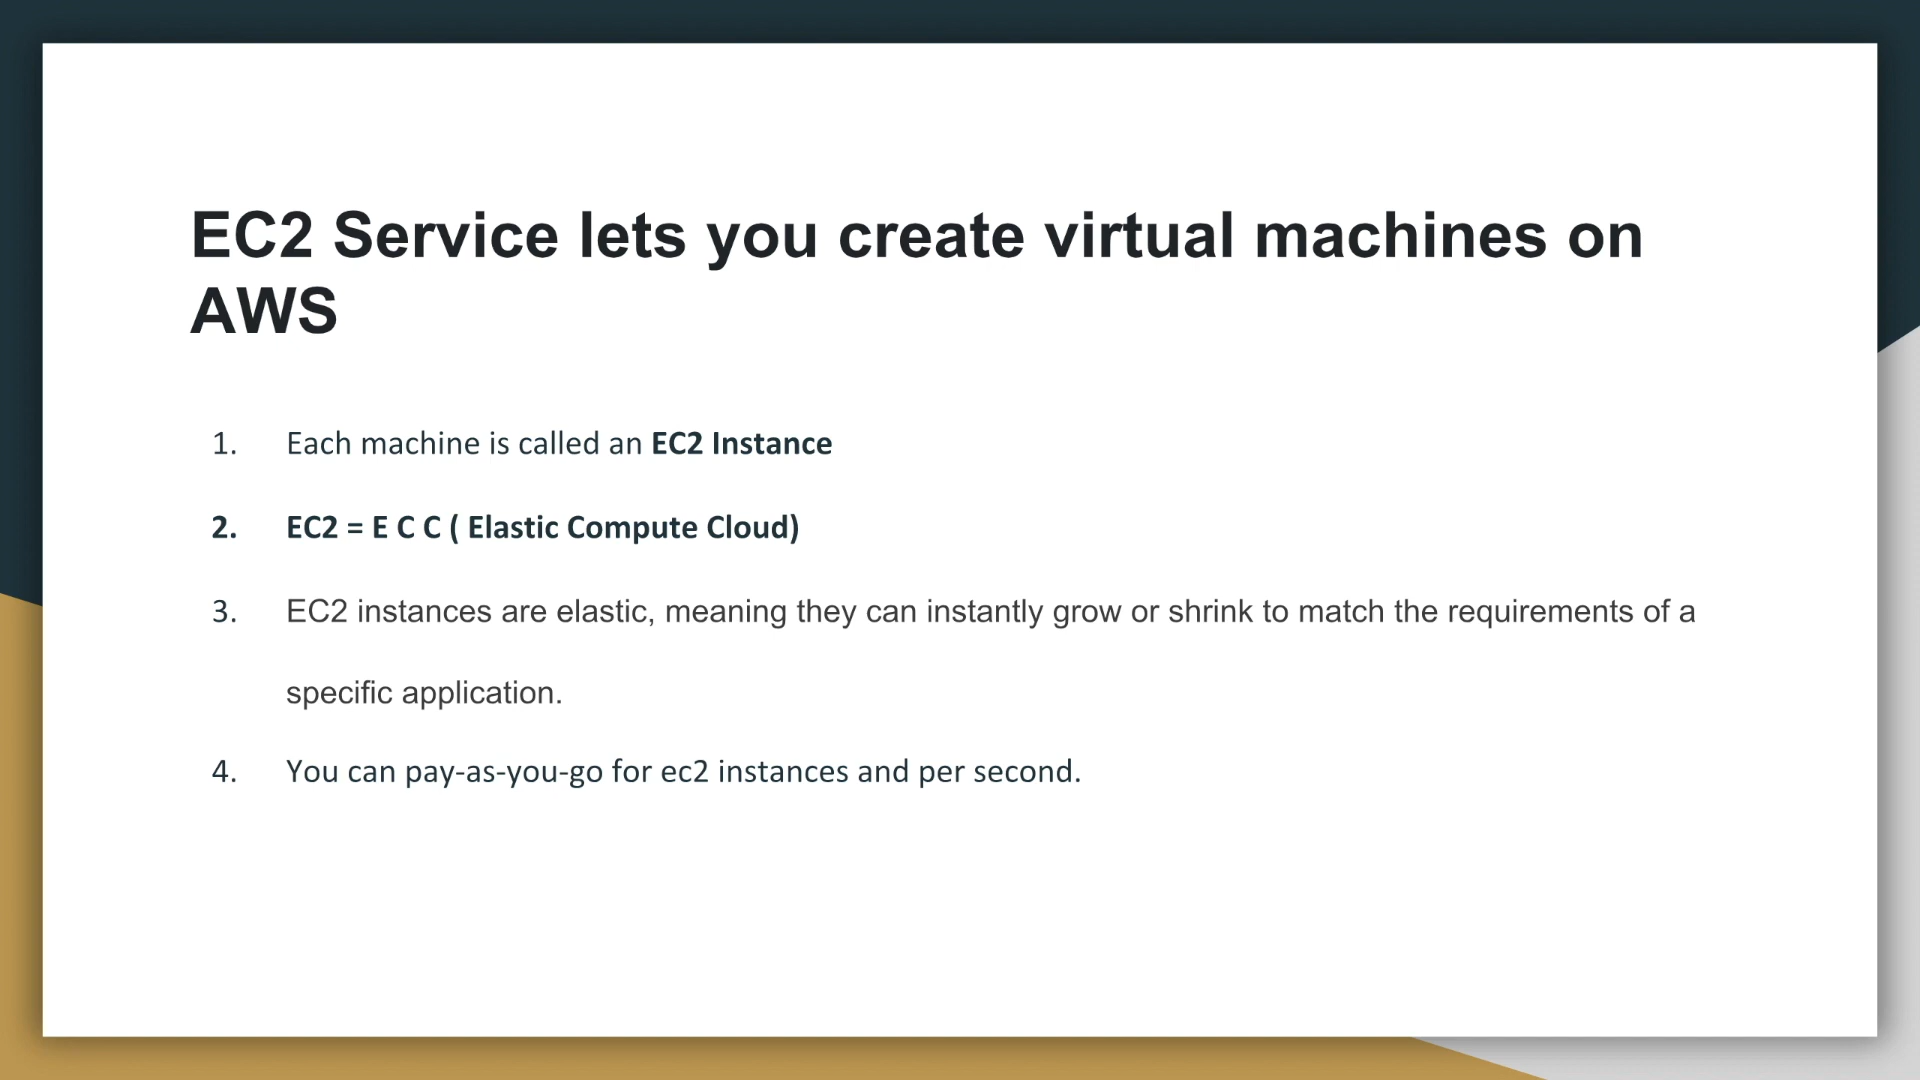 EC2 Service lets you create virtual machines on
AWS
1. Each machine is called an EC2 Instance
2. EC2 = E C C ( Elastic Compute Cloud)
3. EC2 instances are elastic, meaning they can instantly grow or shrink to match the requirements of a
specific application.
4. You can pay-as-you-go for ec2 instances and per second.